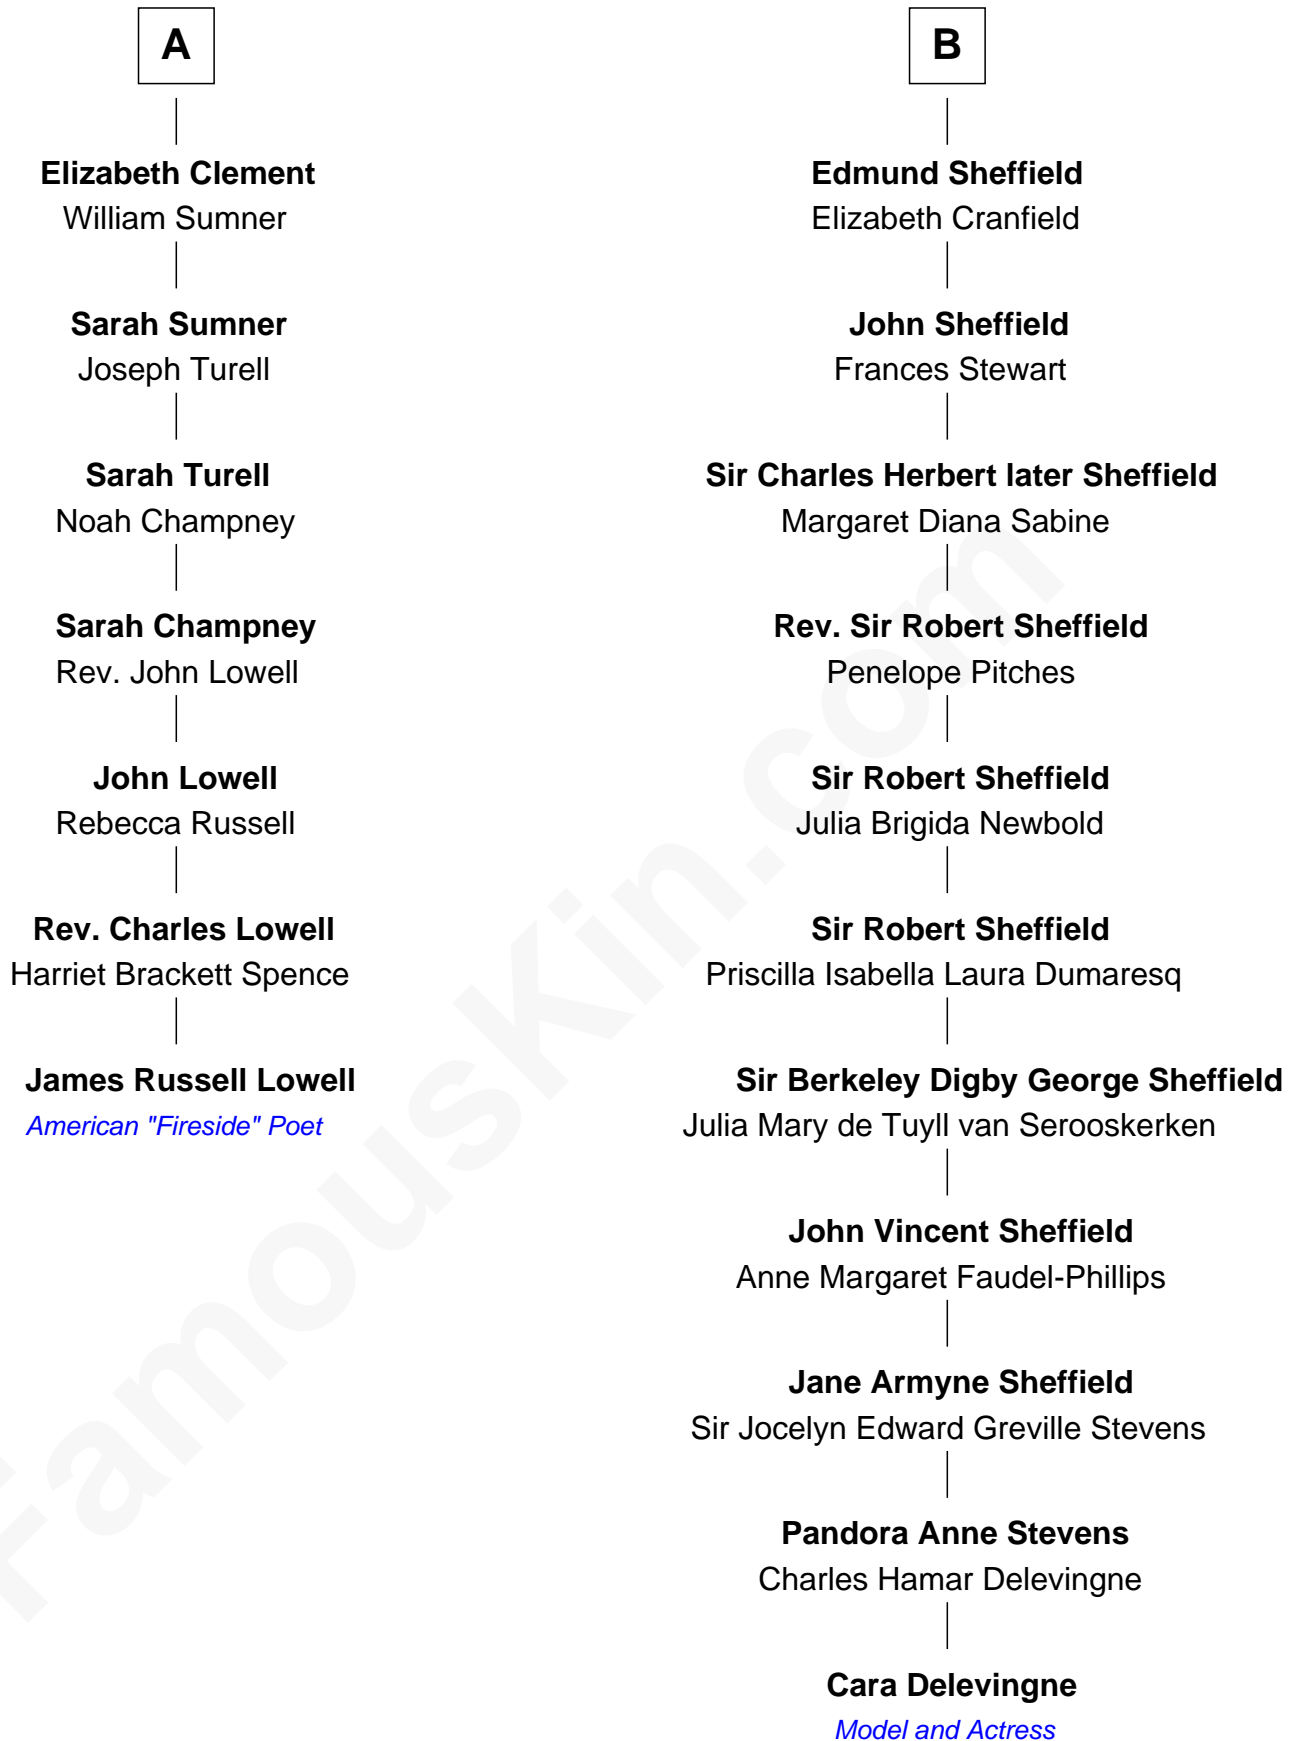 A
Elizabeth Clement
William Sumner
Sarah Sumner
Joseph Turell
Sarah Turell
Noah Champney
Sarah Champney
Rev. John Lowell
John Lowell
Rebecca Russell
Rev. Charles Lowell
Harriet Brackett Spence
James Russell Lowell
American "Fireside" Poet
B
Edmund Sheffield
Elizabeth Cranfield
John Sheffield
Frances Stewart
Sir Charles Herbert later Sheffield
Margaret Diana Sabine
Rev. Sir Robert Sheffield
Penelope Pitches
Sir Robert Sheffield
Julia Brigida Newbold
Sir Robert Sheffield
Priscilla Isabella Laura Dumaresq
Sir Berkeley Digby George Sheffield
Julia Mary de Tuyll van Serooskerken
John Vincent Sheffield
Anne Margaret Faudel-Phillips
Jane Armyne Sheffield
Sir Jocelyn Edward Greville Stevens
Pandora Anne Stevens
Charles Hamar Delevingne
Cara Delevingne
Model and Actress
FamousKin.com